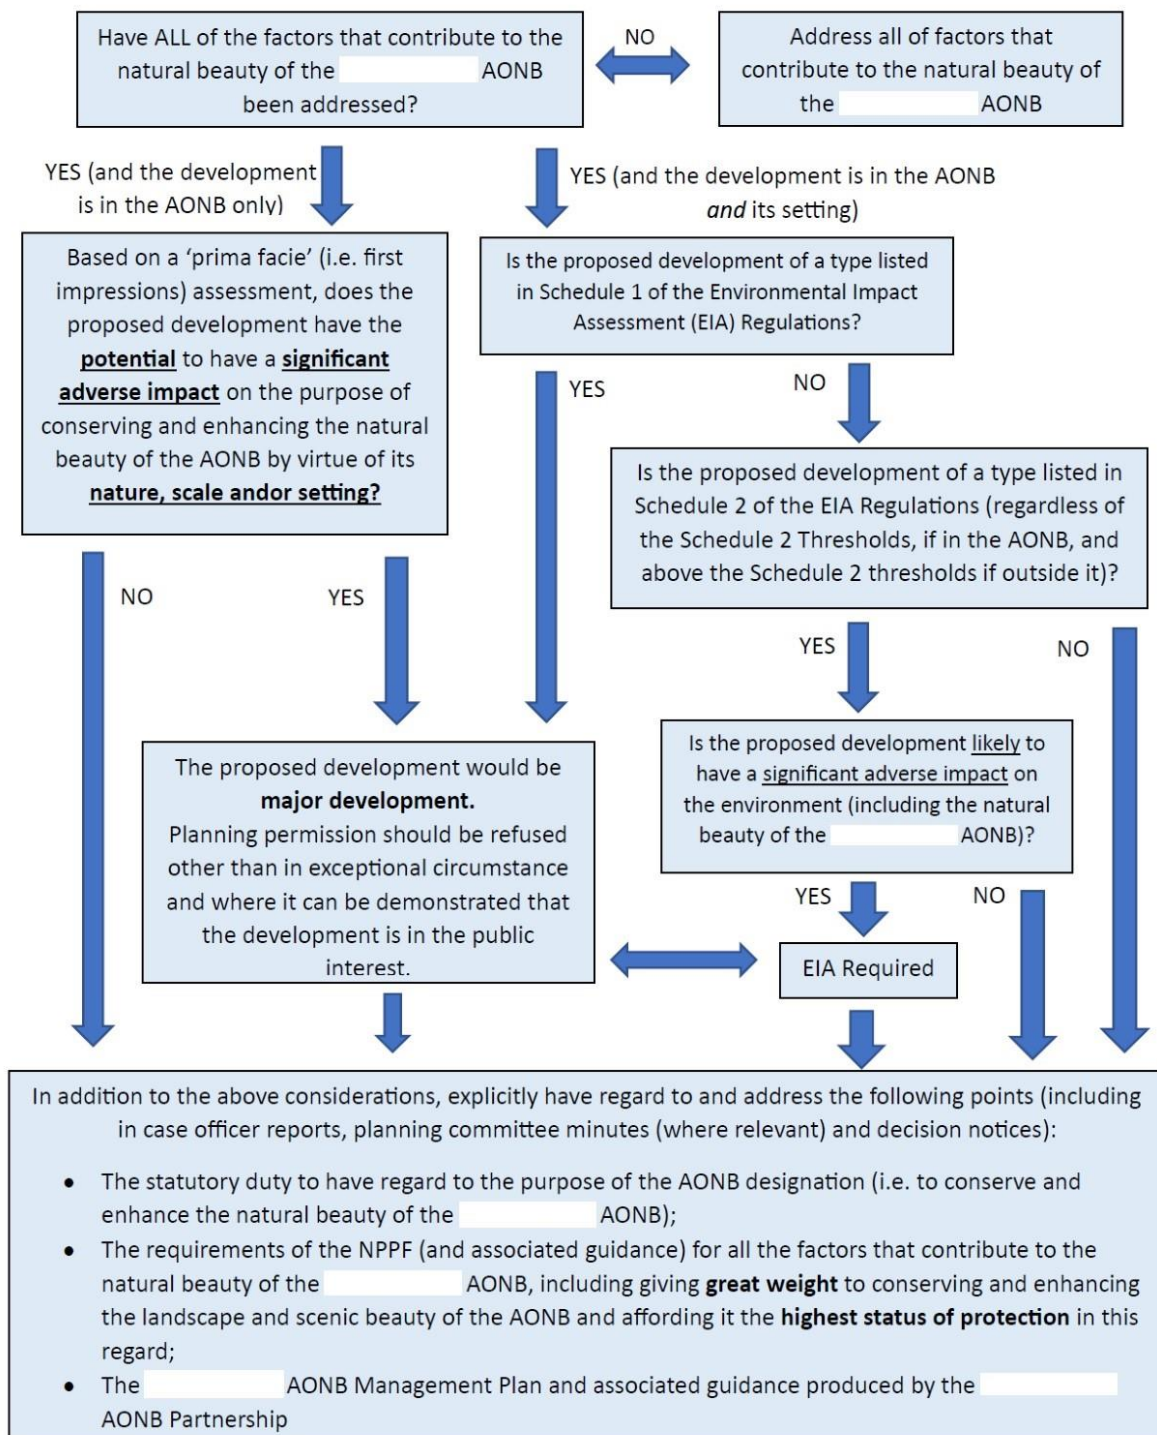 Have ALL of the factors that contribute to the
natural beauty of the AONB
been addressed?
NO
Address all of factors that
contribute to the natural beauty of
the AONB
YES (and the development
is in the AONB only)
YES (and the development is in the AONB
and its setting)
Based on a ‘prima facie’ (i.e. first
impressions) assessment, does the
proposed development have the
potential to have a significant
adverse impact on the purpose of
conserving and enhancing the natural
beauty of the AONB by virtue of its
nature, scale andor setting?
Is the proposed development of a type listed
in Schedule 1 of the Environmental Impact
Assessment (EIA) Regulations?
YES
NO
Is the proposed development of a type listed in
Schedule 2 of the EIA Regulations (regardless of
the Schedule 2 Thresholds, if in the AONB, and
above the Schedule 2 thresholds if outside it)?
NO
YES
YES
NO
Is the proposed development likely to
have a significant adverse impact on
the environment (including the natural
beauty of the AONB)?
The proposed development would be
major development.
Planning permission should be refused
other than in exceptional circumstance
and where it can be demonstrated that
the development is in the public
interest.
YES
NO
EIA Required
In addition to the above considerations, explicitly have regard to and address the following points (including
in case officer reports, planning committee minutes (where relevant) and decision notices):
• The statutory duty to have regard to the purpose of the AONB designation (i.e. to conserve and
enhance the natural beauty of the AONB);
• The requirements of the NPPF (and associated guidance) for all the factors that contribute to the
natural beauty of the AONB, including giving great weight to conserving and enhancing
the landscape and scenic beauty of the AONB and affording it the highest status of protection in this
regard;
• The AONB Management Plan and associated guidance produced by the
AONB Partnership